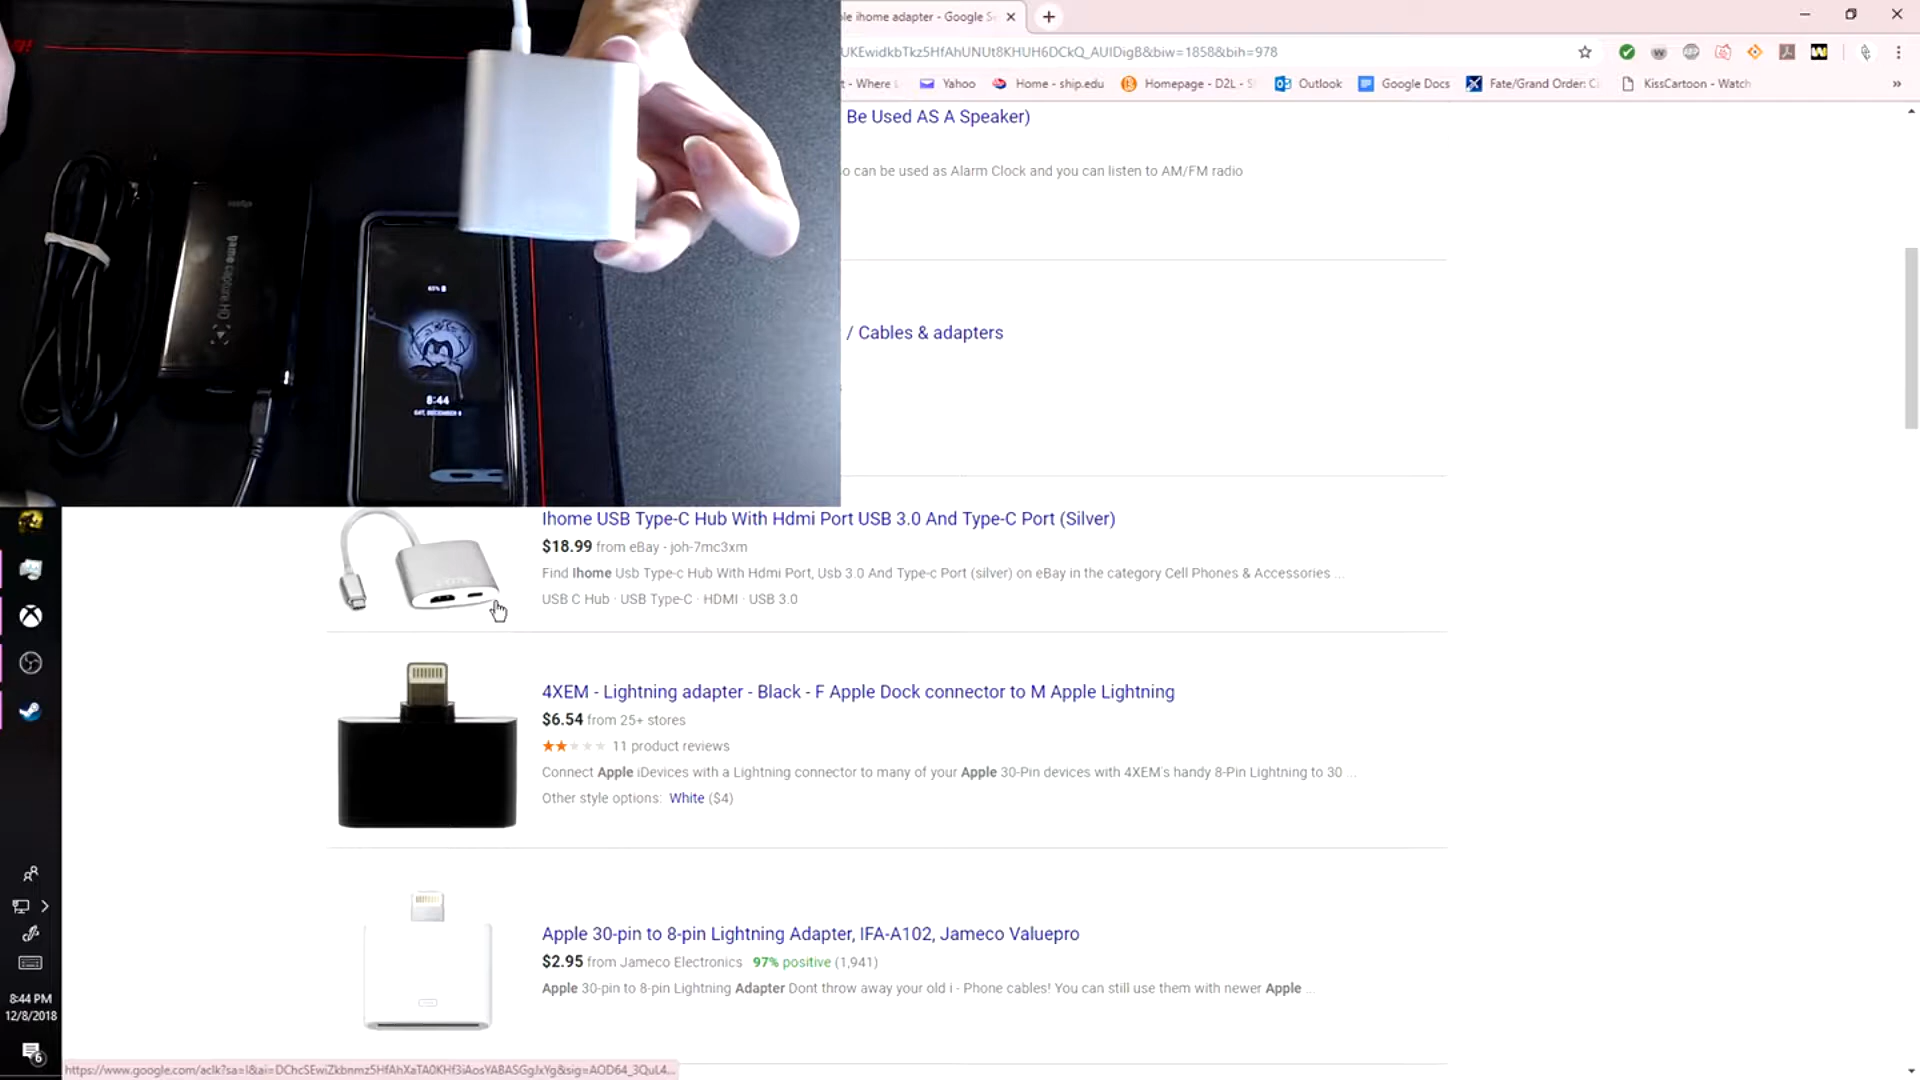 ple ihome adapter - Google S
UKEwidkbTkz5HfAhUNUt8KHUH6DCkQ_AUIDigB&biw=1858&bih=978
t - Where
Yahoo
Home - ship.edu
Homepage - D2L - S
Outlook
Google Docs
Fate/Grand Order: C
KissCartoon - Watch
Be Used AS A Speaker)
o can be used as Alarm Clock and you can listen to AM/FM radio
/ Cables & adapters
elgato
game capture HD
63%
8:44
SAT, DECEMBER 8
Ihome USB Type-C Hub With Hdmi Port USB 3.0 And Type-C Port (Silver)
$18.99 from eBay - joh-7mc3xm
Find Ihome Usb Type-c Hub With Hdmi Port, Usb 3.0 And Type-c Port (silver) on eBay in the category Cell Phones & Accessories ...
USB C Hub · USB Type-C · HDMI · USB 3.0
4XEM - Lightning adapter - Black - F Apple Dock connector to M Apple Lightning
$6.54 from 25+ stores
11 product reviews
Connect Apple iDevices with a Lightning connector to many of your Apple 30-Pin devices with 4XEM's handy 8-Pin Lightning to 30 ...
Other style options: White ($4)
Apple 30-pin to 8-pin Lightning Adapter, IFA-A102, Jameco Valuepro
$2.95 from Jameco Electronics 97% positive (1,941)
Apple 30-pin to 8-pin Lightning Adapter Dont throw away your old i - Phone cables! You can still use them with newer Apple ...
8:44 PM
12/8/2018
6